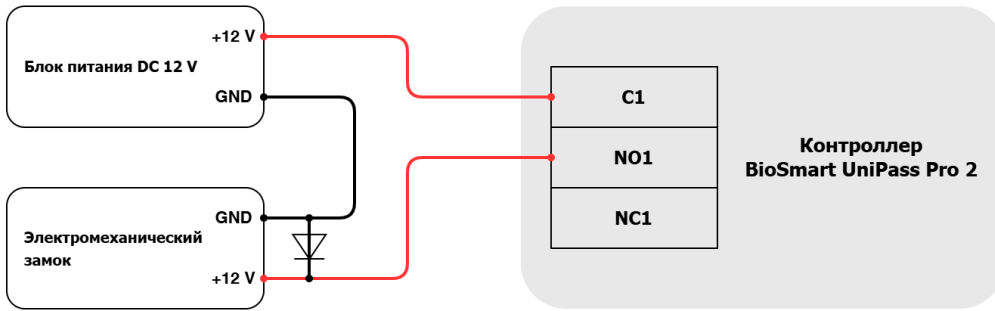 +12 V
Блок питания DC 12 V
GND
C1
NO1
NC1
Контроллер
BioSmart UniPass Pro 2
GND
Электромеханический
замок
+12 V